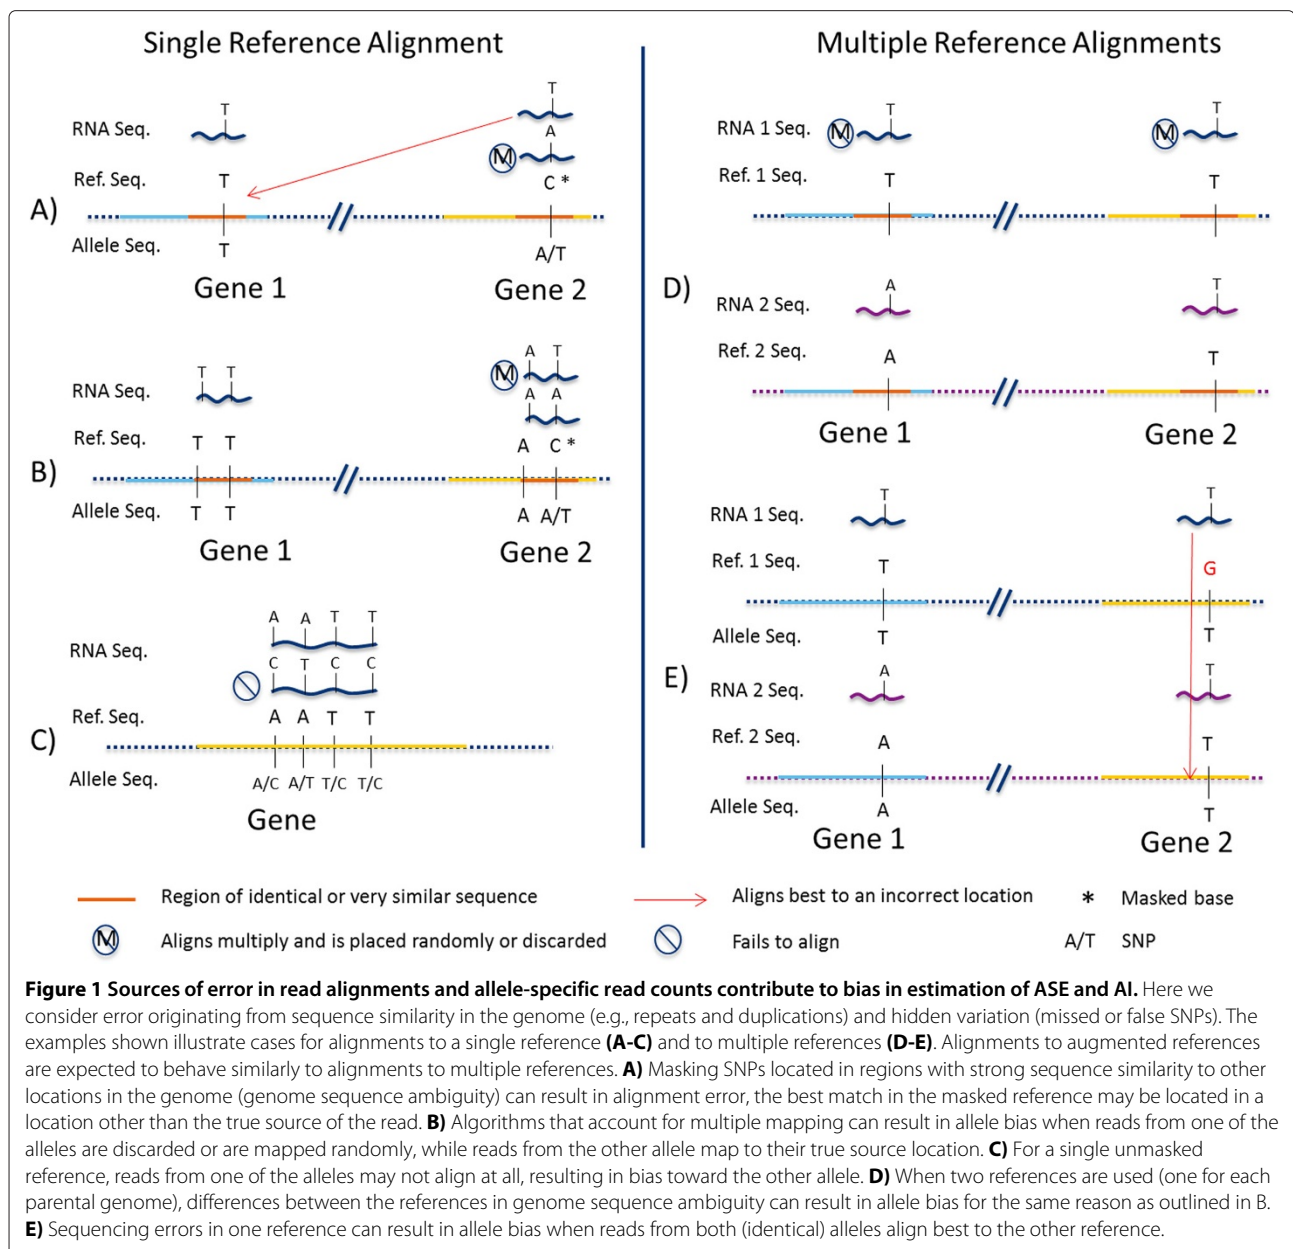 Single Reference Alignment
T
RNA Seq.
T
A
M
Ref. Seq.
T
C *
A)
Allele Seq.
T
A/T
Gene 1
Gene 2
RNA Seq.
T T
A T
M
A A
Ref. Seq.
T T
A C *
B)
Allele Seq.
T T
A A/T
Gene 1
Gene 2
A A T T
RNA Seq.
C T C C
Ref. Seq.
A A T T
C)
Allele Seq.
A/C A/T T/C T/C
Gene
Multiple Reference Alignments
T
T
RNA 1 Seq.
M
M
Ref. 1 Seq.
T
T
D)
A
T
RNA 2 Seq.
Ref. 2 Seq.
A
T
Gene 1
Gene 2
T
T
RNA 1 Seq.
Ref. 1 Seq.
T
G
Allele Seq.
T
T
E)
A
T
RNA 2 Seq.
Ref. 2 Seq.
A
T
Allele Seq.
A
T
Gene 1
Gene 2
Region of identical or very similar sequence
Aligns best to an incorrect location
* Masked base
M Aligns multiply and is placed randomly or discarded
Fails to align
A/T SNP
Figure 1 Sources of error in read alignments and allele-specific read counts contribute to bias in estimation of ASE and AI. Here we
consider error originating from sequence similarity in the genome (e.g., repeats and duplications) and hidden variation (missed or false SNPs). The
examples shown illustrate cases for alignments to a single reference (A-C) and to multiple references (D-E). Alignments to augmented references
are expected to behave similarly to alignments to multiple references. A) Masking SNPs located in regions with strong sequence similarity to other
locations in the genome (genome sequence ambiguity) can result in alignment error, the best match in the masked reference may be located in a
location other than the true source of the read. B) Algorithms that account for multiple mapping can result in allele bias when reads from one of the
alleles are discarded or are mapped randomly, while reads from the other allele map to their true source location. C) For a single unmasked
reference, reads from one of the alleles may not align at all, resulting in bias toward the other allele. D) When two references are used (one for each
parental genome), differences between the references in genome sequence ambiguity can result in allele bias for the same reason as outlined in B.
E) Sequencing errors in one reference can result in allele bias when reads from both (identical) alleles align best to the other reference.